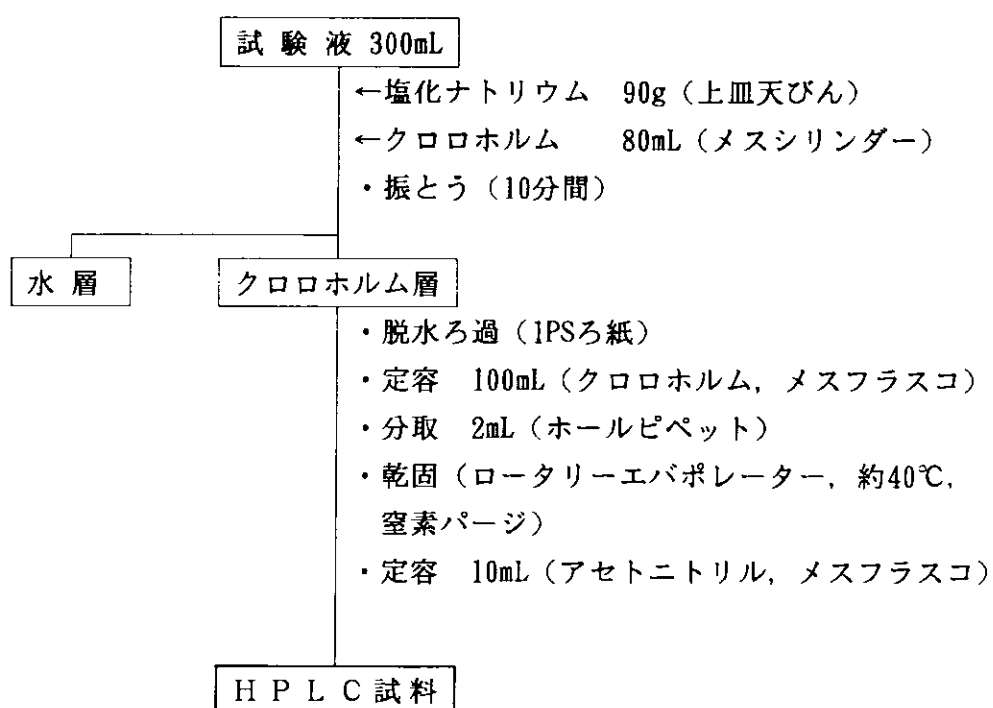 試験液 300mL
←塩化ナトリウム 90g（上皿天びん）
←クロロホルム 80mL（メスシリンダー）
・振とう（10分間）
水層
クロロホルム層
・脱水ろ過（1PSろ紙）
・定容 100mL（クロロホルム，メスフラスコ）
・分取 2mL（ホールピペット）
・乾固（ロータリーエバポレーター，約40℃，
窒素パージ）
・定容 10mL（アセトニトリル，メスフラスコ）
ＨＰＬＣ試料